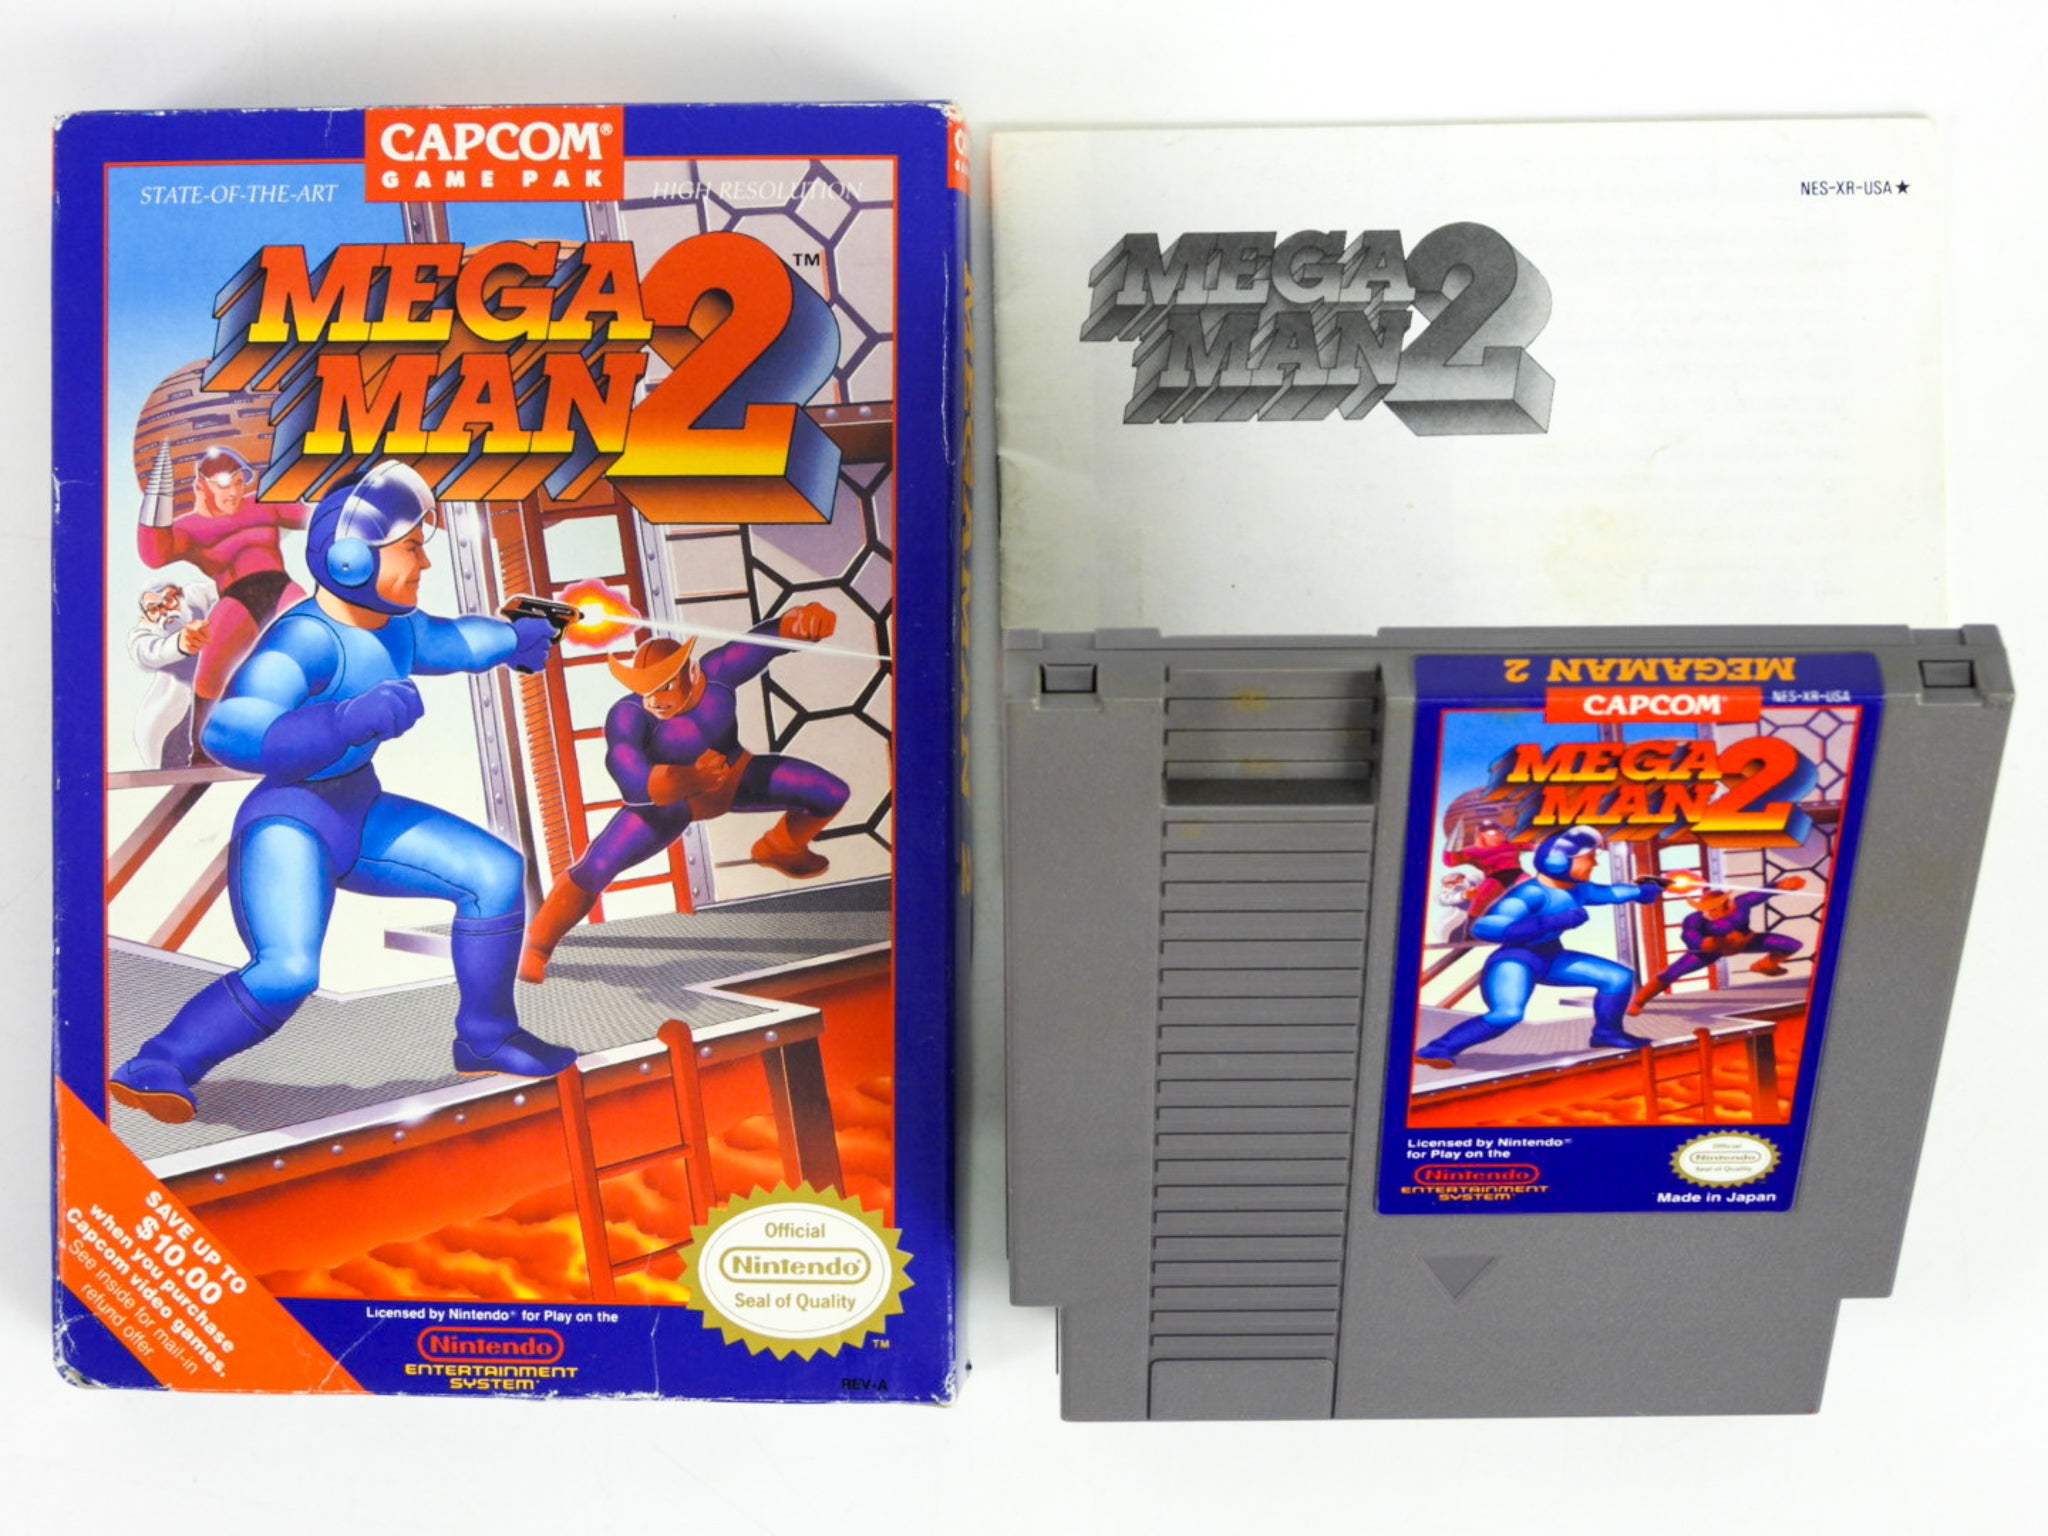 CAPCOM®
GAME PAK
STATE-OF-THE-ART
HIGH RESOLUTION
MEGA
MAN 2
TM
SAVE UP TO
$10.00
when you purchase
Capcom video games.
See inside for mail-in
refund offer.
Licensed by Nintendo® for Play on the
Nintendo
ENTERTAINMENT
SYSTEM
Official
Nintendo
Seal of Quality
TM
REV-A
NES-XR-USA★
MEGA
MAN 2
MEGAMAN 2
CAPCOM®
NES-XR-USA
MEGA
MAN 2
Licensed by Nintendo®
for Play on the
Nintendo
ENTERTAINMENT
SYSTEM
Official
Nintendo
Seal of Quality
Made in Japan